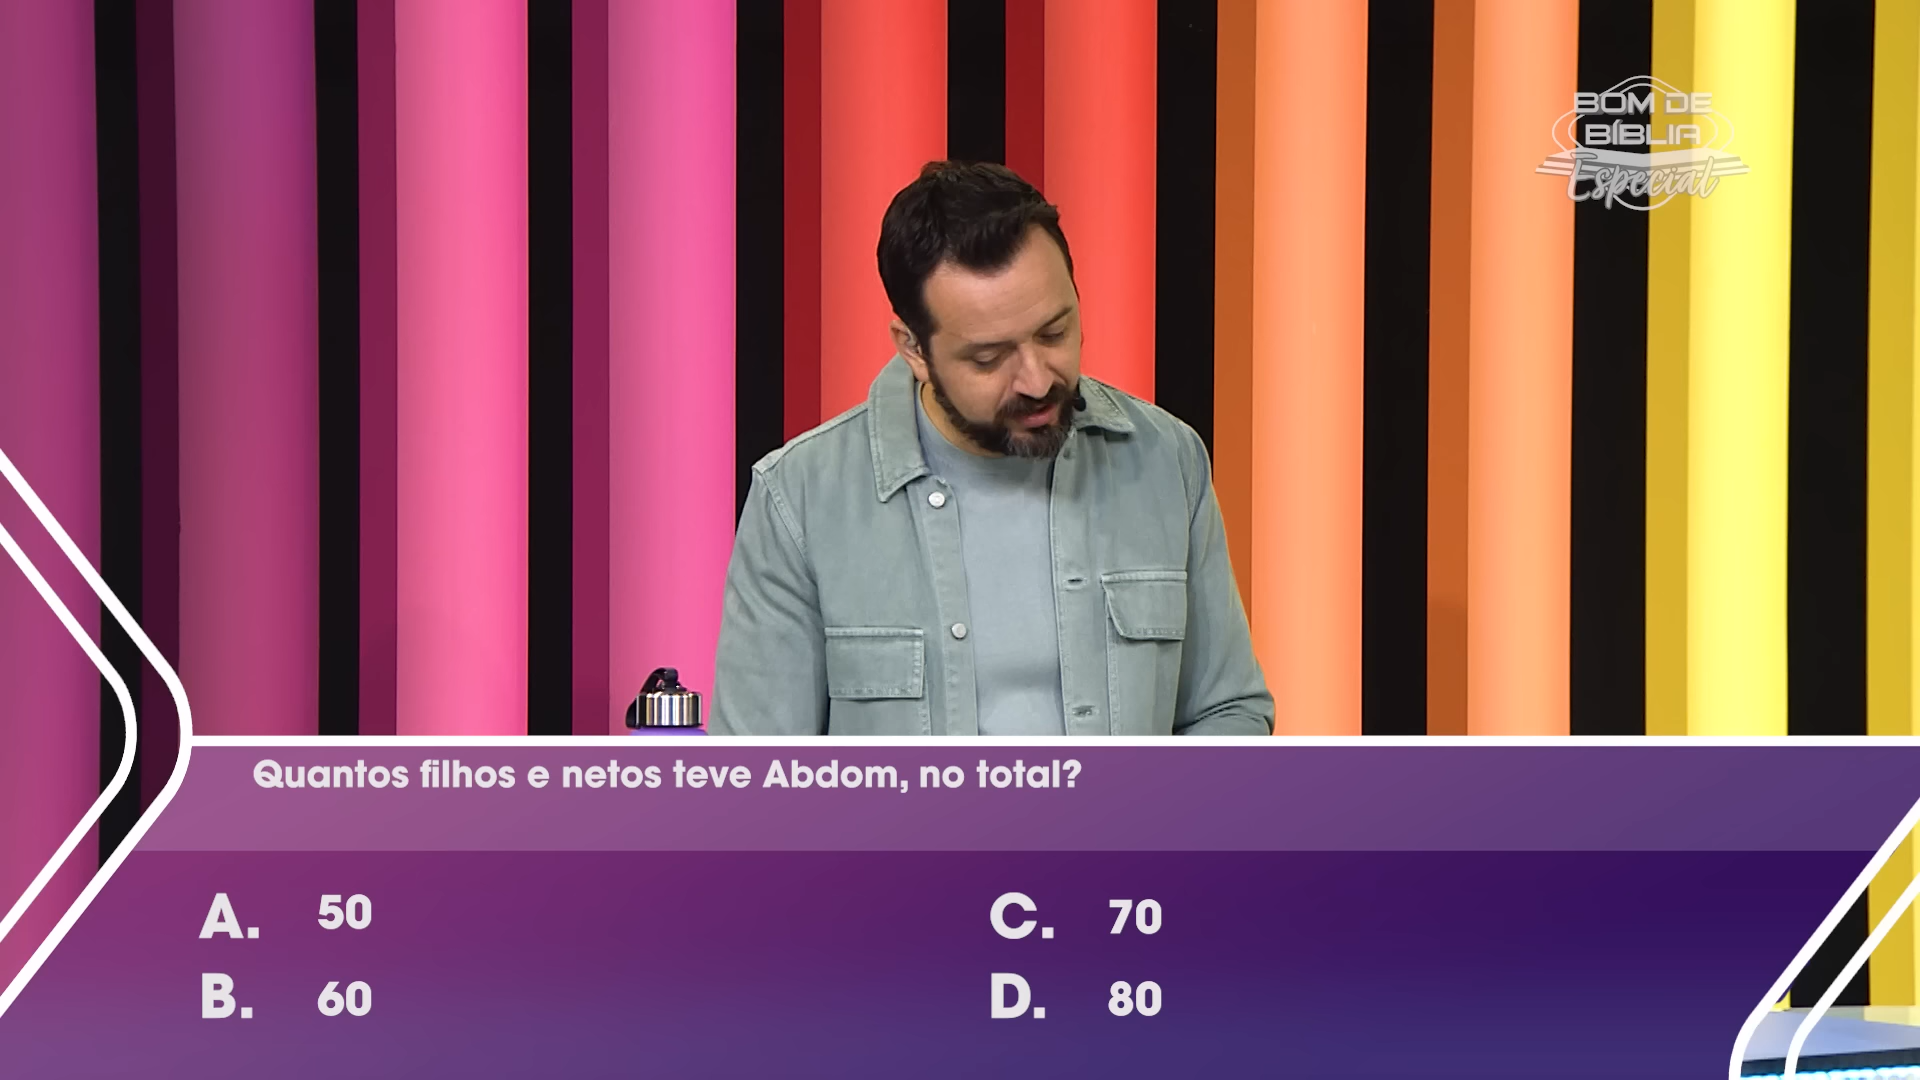 BOM DE
BÍBLIA
Especial
Quantos filhos e netos teve Abdom, no total?
A. 50
B. 60
C. 70
D. 80